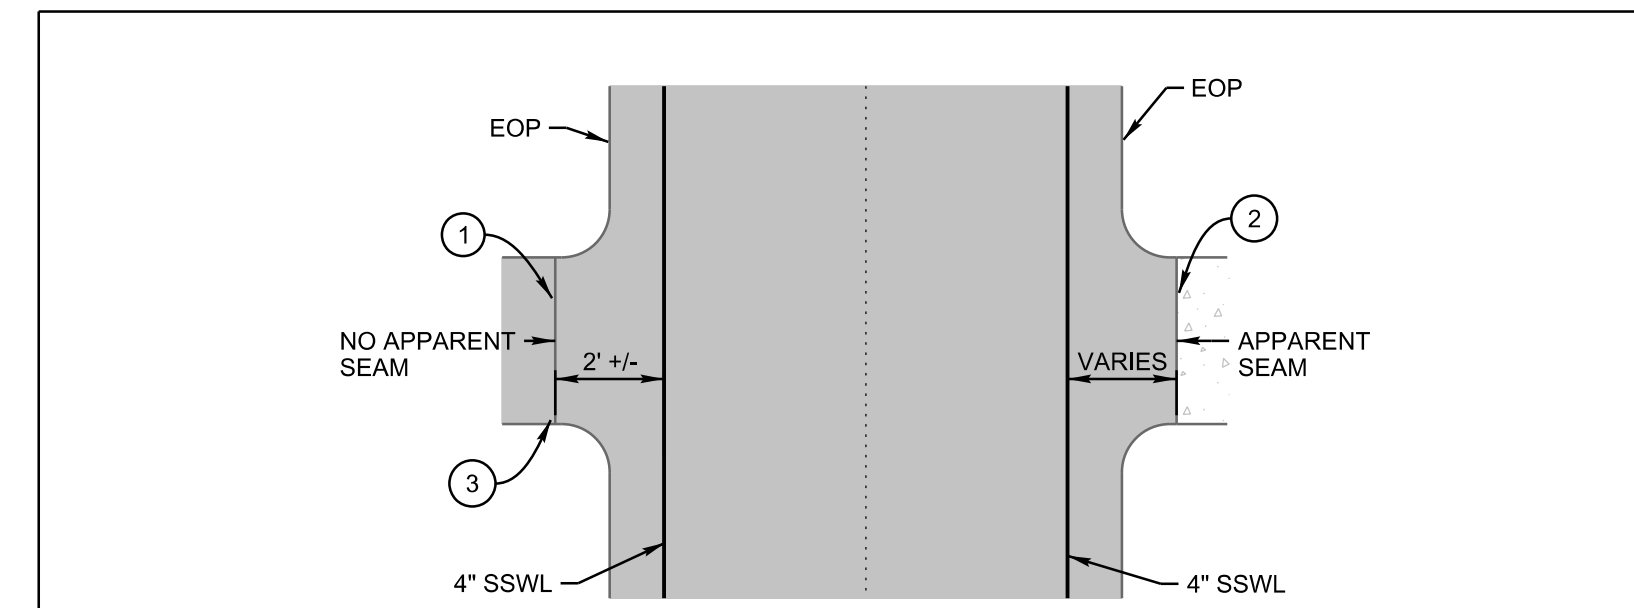 EOP
EOP
1
2
NO APPARENT
SEAM
2' +/-
VARIES
APPARENT
SEAM
3
4" SSWL
4" SSWL